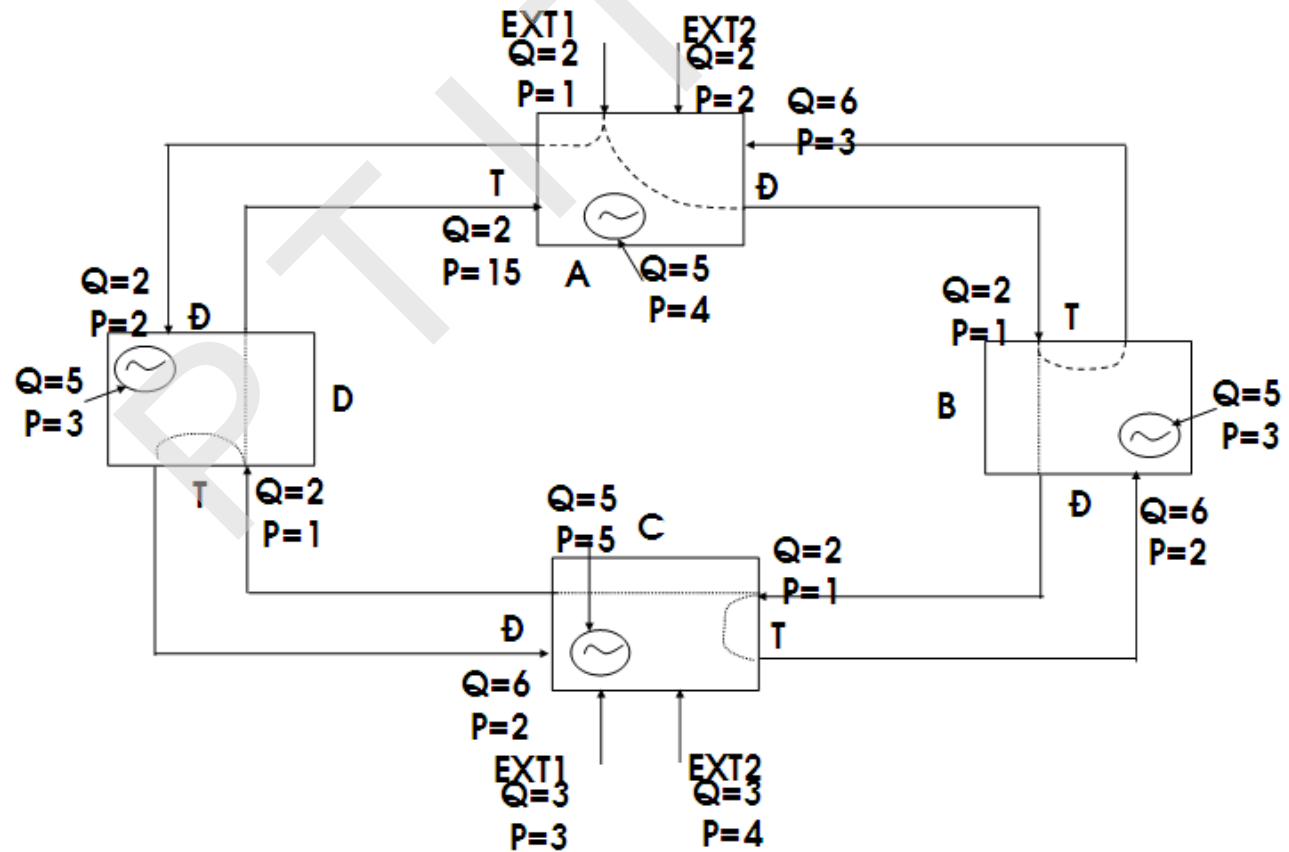 EXT1
Q=2
P=1
EXT2
Q=2
P=2
Q=6
P=3
T
Đ
Q=2
P=15
A
Q=5
P=4
Q=2
P=2
Đ
Q=2
P=1
T
Q=5
P=3
D
B
Q=5
P=3
T
Q=2
P=1
Q=5
P=5
C
Q=2
P=1
Đ
Q=6
P=2
Đ
T
Q=6
P=2
EXT1
Q=3
P=3
EXT2
Q=3
P=4
P T I T